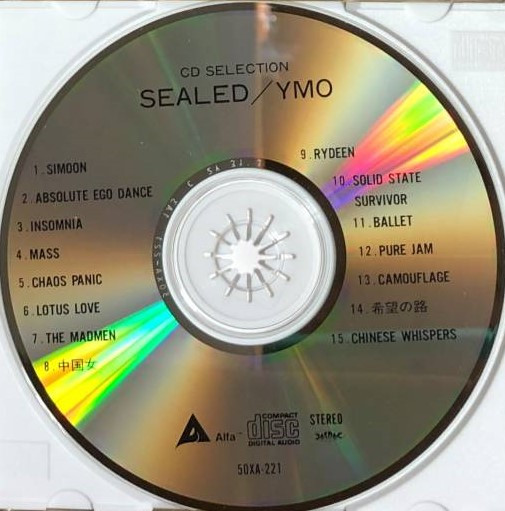 CD SELECTION
SEALED/YMO
1.SIMOON
2.ABSOLUTE EGO DANCE
3.INSOMNIA
4.MASS
5.CHAOS PANIC
6.LOTUS LOVE
7.THE MADMEN
8.中国女
9.RYDEEN
10.SOLID STATE
SURVIVOR
11.BALLET
12.PURE JAM
13.CAMOUFLAGE
14.希望の路
15.CHINESE WHISPERS
Alfa™
COMPACT
disc
DIGITAL AUDIO
STEREO
50XA-221